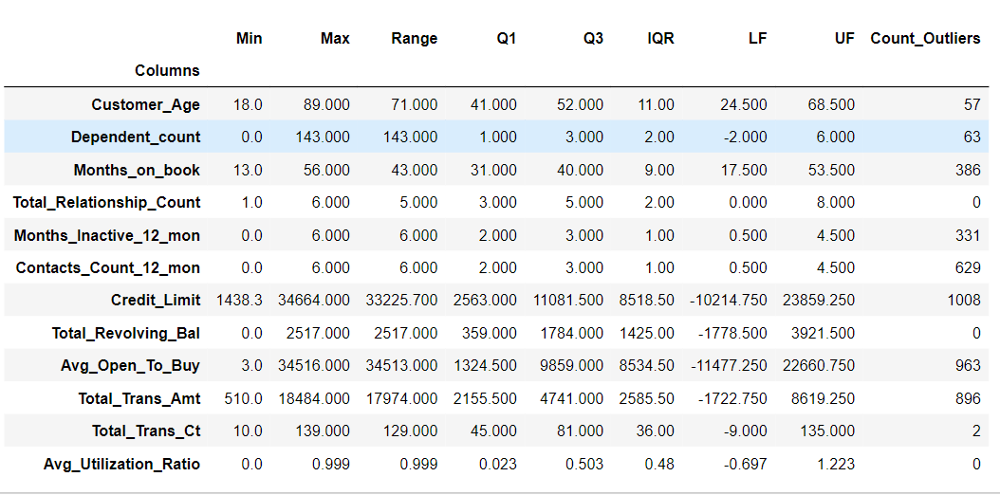 Min Max Range Q1 Q3 IQR LF UF Count_Outliers
Columns
Customer_Age 18.0 89.000 71.000 41.000 52.000 11.00 24.500 68.500 57
Dependent_count 0.0 143.000 143.000 1.000 3.000 2.00 -2.000 6.000 63
Months_on_book 13.0 56.000 43.000 31.000 40.000 9.00 17.500 53.500 386
Total_Relationship_Count 1.0 6.000 5.000 3.000 5.000 2.00 0.000 8.000 0
Months_Inactive_12_mon 0.0 6.000 6.000 2.000 3.000 1.00 0.500 4.500 331
Contacts_Count_12_mon 0.0 6.000 6.000 2.000 3.000 1.00 0.500 4.500 629
Credit_Limit 1438.3 34664.000 33225.700 2563.000 11081.500 8518.50 -10214.750 23859.250 1008
Total_Revolving_Bal 0.0 2517.000 2517.000 359.000 1784.000 1425.00 -1778.500 3921.500 0
Avg_Open_To_Buy 3.0 34516.000 34513.000 1324.500 9859.000 8534.50 -11477.250 22660.750 963
Total_Trans_Amt 510.0 18484.000 17974.000 2155.500 4741.000 2585.50 -1722.750 8619.250 896
Total_Trans_Ct 10.0 139.000 129.000 45.000 81.000 36.00 -9.000 135.000 2
Avg_Utilization_Ratio 0.0 0.999 0.999 0.023 0.503 0.48 -0.697 1.223 0